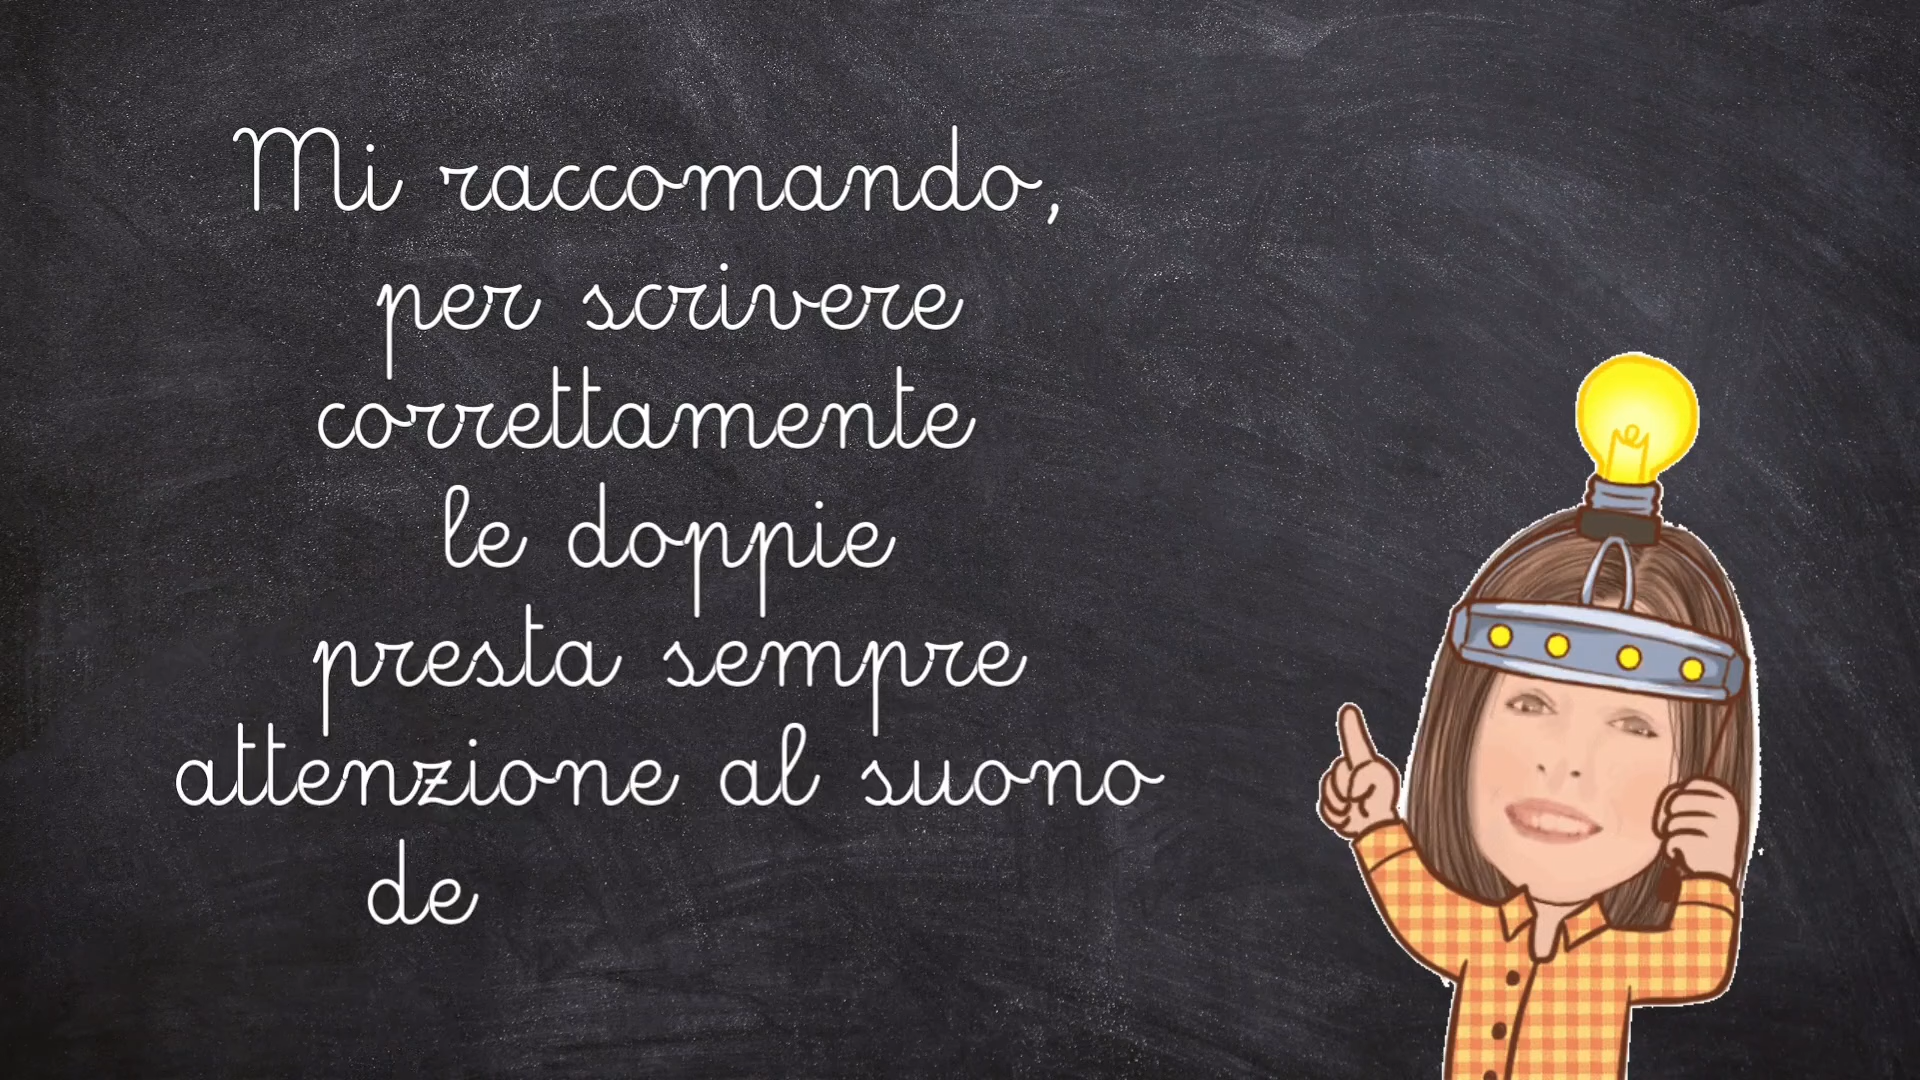 Mi raccomando,
per scrivere
correttamente
le doppie
presta sempre
attenzione al suono
de